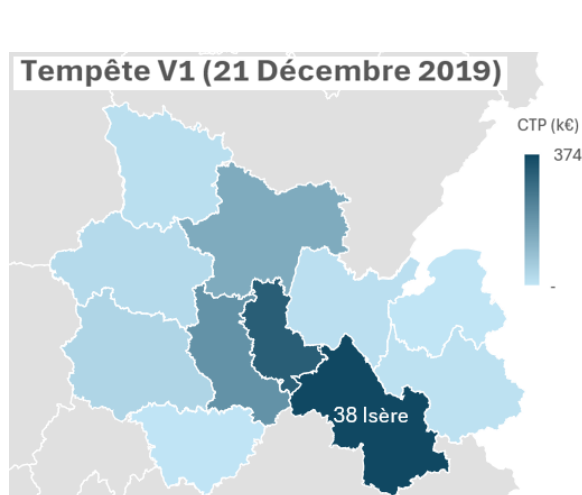 Tempête V1 (21 Décembre 2019)
CTP (k€)
374
-
38 Isère